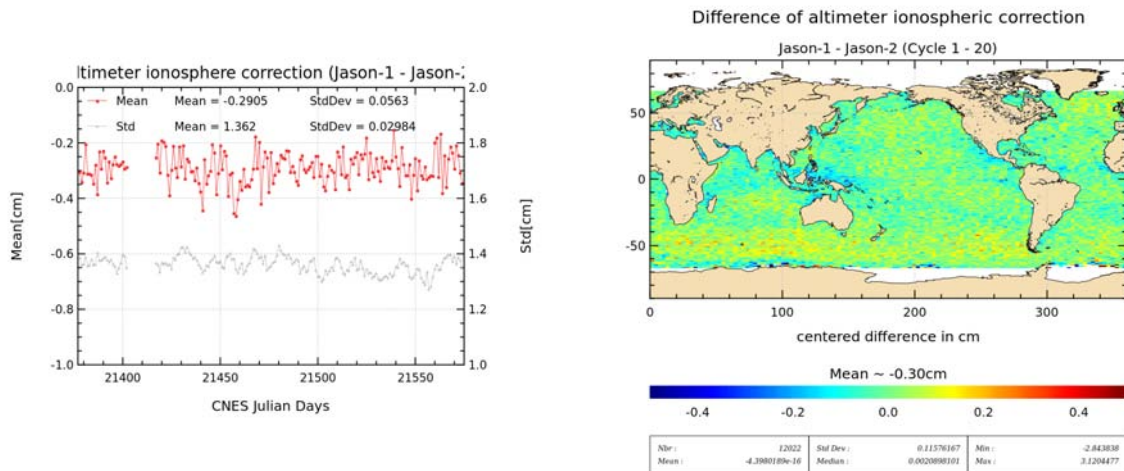 ltimeter ionosphere correction (Jason-1 - Jason-2
0.0
-0.2
-0.4
-0.6
-0.8
-1.0
Mean[cm]
Mean Mean = -0.2905 StdDev = 0.0563
Std Mean = 1.362 StdDev = 0.02984
2.0
1.8
1.6
1.4
1.2
1.0
Std[cm]
21400 21450 21500 21550
CNES Julian Days
Difference of altimeter ionospheric correction
Jason-1 - Jason-2 (Cycle 1 - 20)
50
0
-50
0 100 200 300
centered difference in cm
Mean ~ -0.30cm
-0.4 -0.2 0.0 0.2 0.4
Nbr : 12022 Std Dev : 0.11576167 Min : -2.843838
Mean : -4.3980189e-16 Median : 0.0020898101 Max : 3.1204477